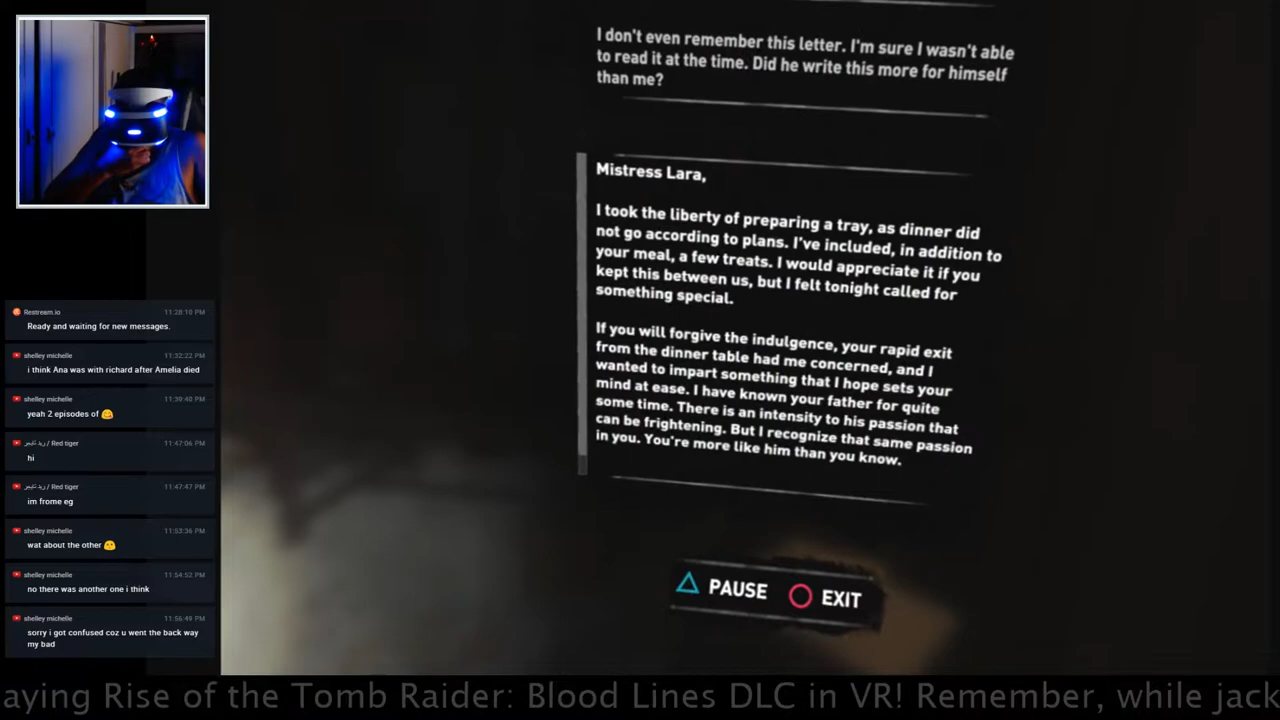 I don't even remember this letter. I'm sure I wasn't able
to read it at the time. Did he write this more for himself
than me?
Mistress Lara,
I took the liberty of preparing a tray, as dinner did
not go according to plans. I've included, in addition to
your meal, a few treats. I would appreciate it if you
kept this between us, but I felt tonight called for
something special.
If you will forgive the indulgence, your rapid exit
from the dinner table had me concerned, and I
wanted to impart something that I hope sets your
mind at ease. I have known your father for quite
some time. There is an intensity to his passion that
can be frightening. But I recognize that same passion
in you. You're more like him than you know.
PAUSE
EXIT
Restream.io 11:28:10 PM
Ready and waiting for new messages.
shelley michelle 11:32:22 PM
i think Ana was with richard after Amelia died
shelley michelle 11:39:40 PM
yeah 2 episodes of 🤗
/ Red tiger 11:47:06 PM
hi
/ Red tiger 11:47:47 PM
im frome eg
shelley michelle 11:53:36 PM
wat about the other
shelley michelle 11:54:52 PM
no there was another one i think
shelley michelle 11:56:49 PM
sorry i got confused coz u went the back way
my bad
aying Rise of the Tomb Raider: Blood Lines DLC in VR! Remember, while jack